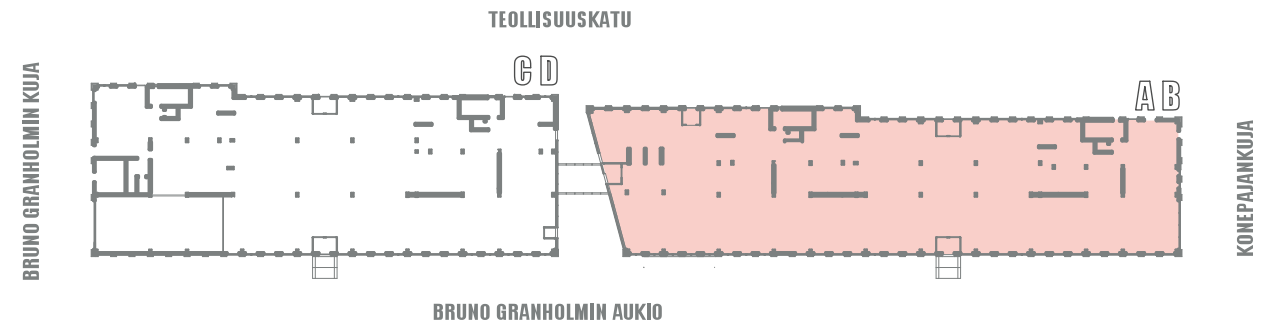 TEOLLISUUSKATU
BRUNO GRANHOLMIN KUJA
C D
A B
KONEPAJANKUJA
BRUNO GRANHOLMIN AUKIO